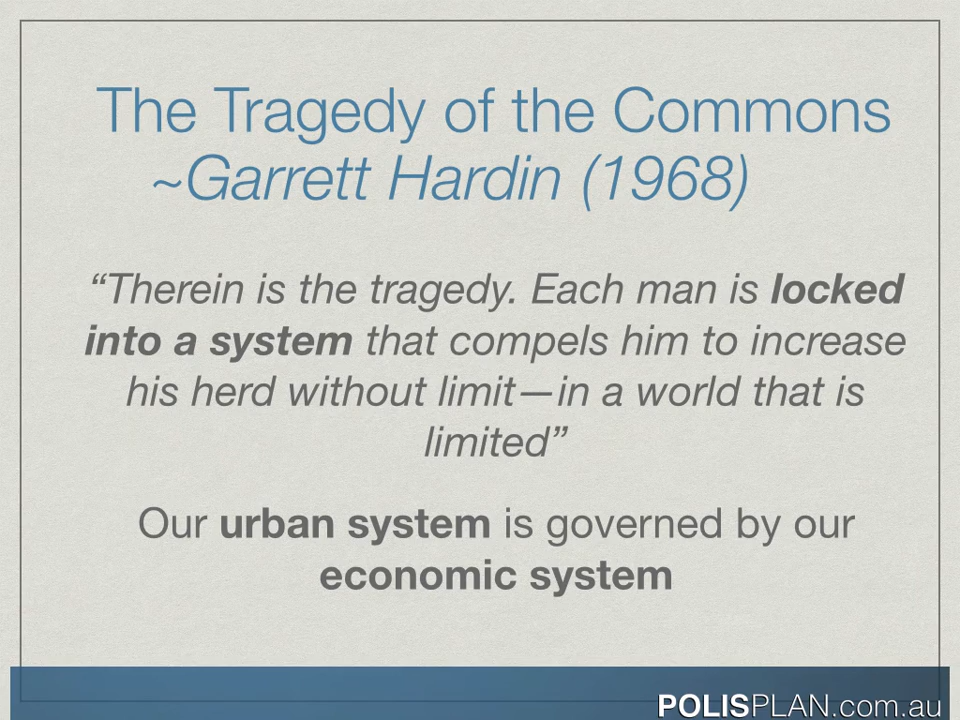 The Tragedy of the Commons
~Garrett Hardin (1968)
“Therein is the tragedy. Each man is locked
into a system that compels him to increase
his herd without limit—in a world that is
limited”
Our urban system is governed by our
economic system
POLISPLAN.com.au